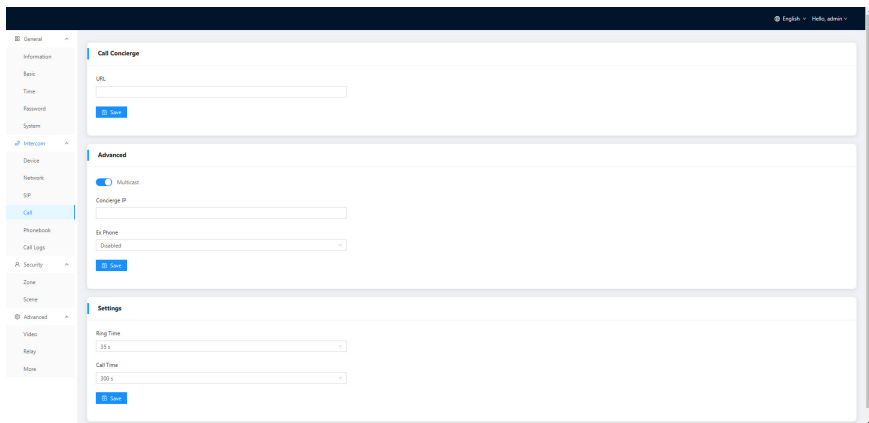 English Hello, admin
General
Information
Basic
Time
Password
System
Intercom
Device
Network
SIP
Call
Phonebook
Call Logs
Security
Zone
Scene
Advanced
Video
Relay
More
Call Concierge
URL
Save
Advanced
Multicast
Concierge IP
Ex Phone
Disabled
Save
Settings
Ring Time
35 s
Call Time
300 s
Save